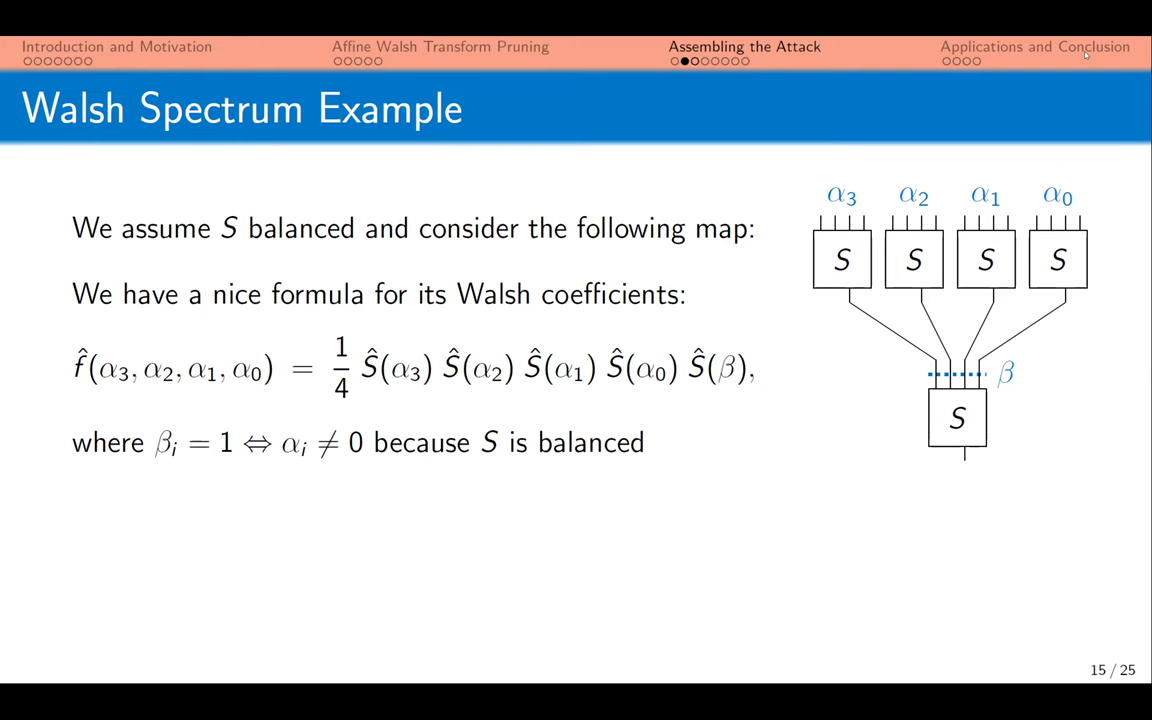 Introduction and Motivation Affine Walsh Transform Pruning Assembling the Attack Applications and Conclusion
Walsh Spectrum Example
α₃ α₂ α₁ α₀
We assume S balanced and consider the following map:
S S S S
We have a nice formula for its Walsh coefficients:
f̂(α₃, α₂, α₁, α₀) = 1/4 Ŝ(α₃) Ŝ(α₂) Ŝ(α₁) Ŝ(α₀) Ŝ(β),
β
S
where βᵢ = 1 ⇔ αᵢ ≠ 0 because S is balanced
15 / 25